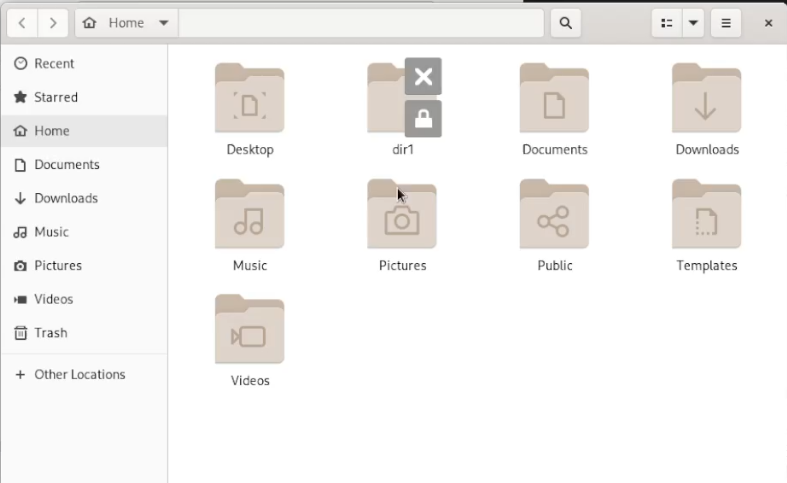 Home
Recent
Starred
Home
Documents
Downloads
Music
Pictures
Videos
Trash
Other Locations
Desktop
dir1
Documents
Downloads
Music
Pictures
Public
Templates
Videos